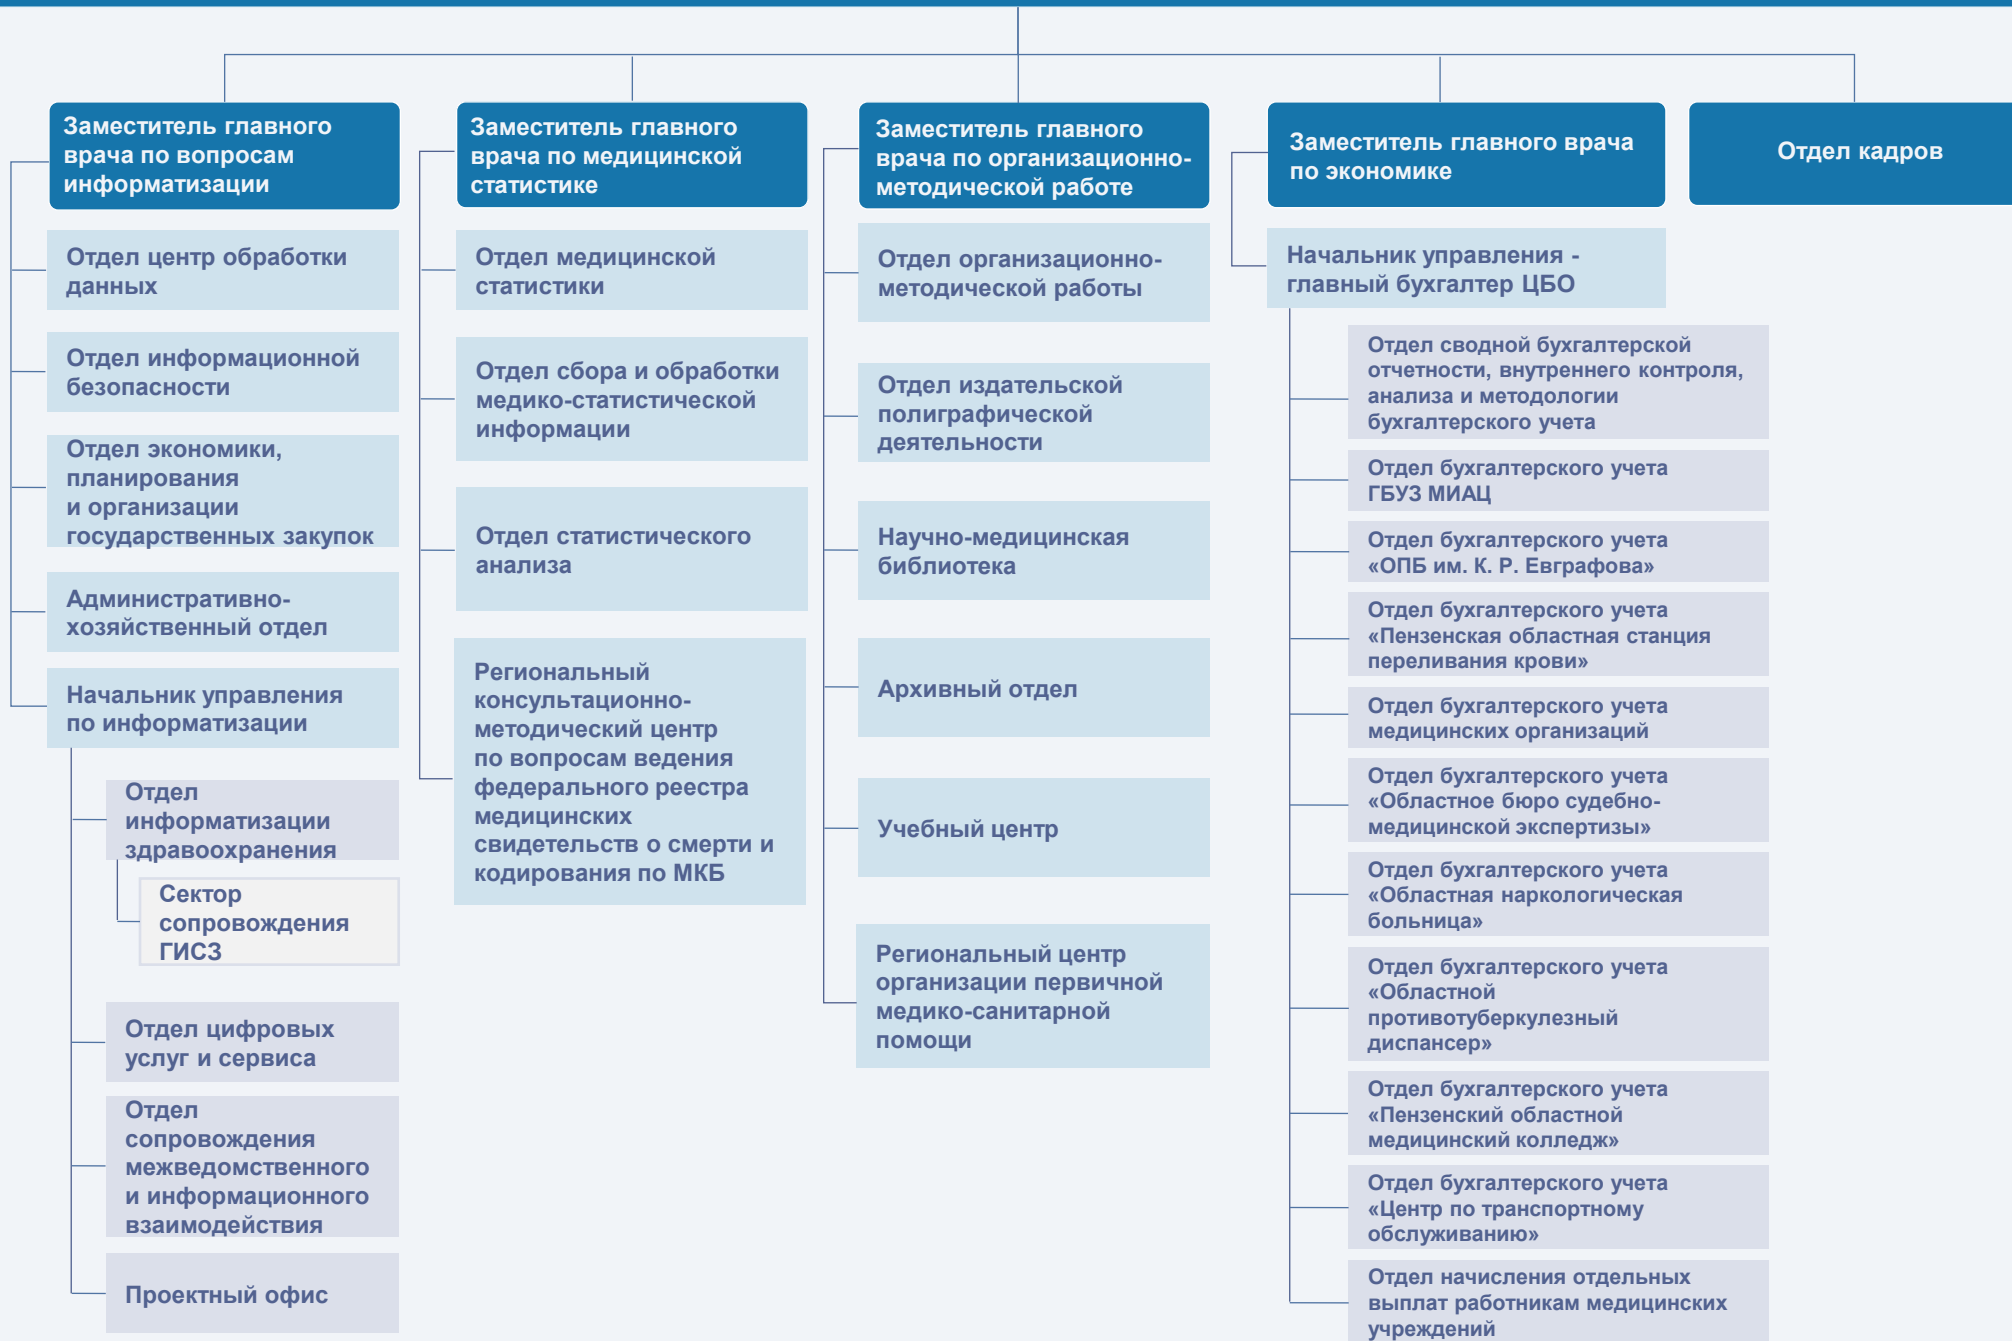 Заместитель главного
врача по вопросам
информатизации
Отдел центр обработки
данных
Отдел информационной
безопасности
Отдел экономики,
планирования
и организации
государственных закупок
Административно-
хозяйственный отдел
Начальник управления
по информатизации
Отдел
информатизации
здравоохранения
Сектор
сопровождения
ГИСЗ
Отдел цифровых
услуг и сервиса
Отдел
сопровождения
межведомственного
и информационного
взаимодействия
Проектный офис
Заместитель главного
врача по медицинской
статистике
Отдел медицинской
статистики
Отдел сбора и обработки
медико-статистической
информации
Отдел статистического
анализа
Региональный
консультационно-
методический центр
по вопросам ведения
федерального реестра
медицинских
свидетельств о смерти и
кодирования по МКБ
Заместитель главного
врача по организационно-
методической работе
Отдел организационно-
методической работы
Отдел издательской
полиграфической
деятельности
Научно-медицинская
библиотека
Архивный отдел
Учебный центр
Региональный центр
организации первичной
медико-санитарной
помощи
Заместитель главного врача
по экономике
Начальник управления -
главный бухгалтер ЦБО
Отдел сводной бухгалтерской
отчетности, внутреннего контроля,
анализа и методологии
бухгалтерского учета
Отдел бухгалтерского учета
ГБУЗ МИАЦ
Отдел бухгалтерского учета
«ОПБ им. К. Р. Евграфова»
Отдел бухгалтерского учета
«Пензенская областная станция
переливания крови»
Отдел бухгалтерского учета
медицинских организаций
Отдел бухгалтерского учета
«Областное бюро судебно-
медицинской экспертизы»
Отдел бухгалтерского учета
«Областная наркологическая
больница»
Отдел бухгалтерского учета
«Областной
противотуберкулезный
диспансер»
Отдел бухгалтерского учета
«Пензенский областной
медицинский колледж»
Отдел бухгалтерского учета
«Центр по транспортному
обслуживанию»
Отдел начисления отдельных
выплат работникам медицинских
учреждений
Отдел кадров